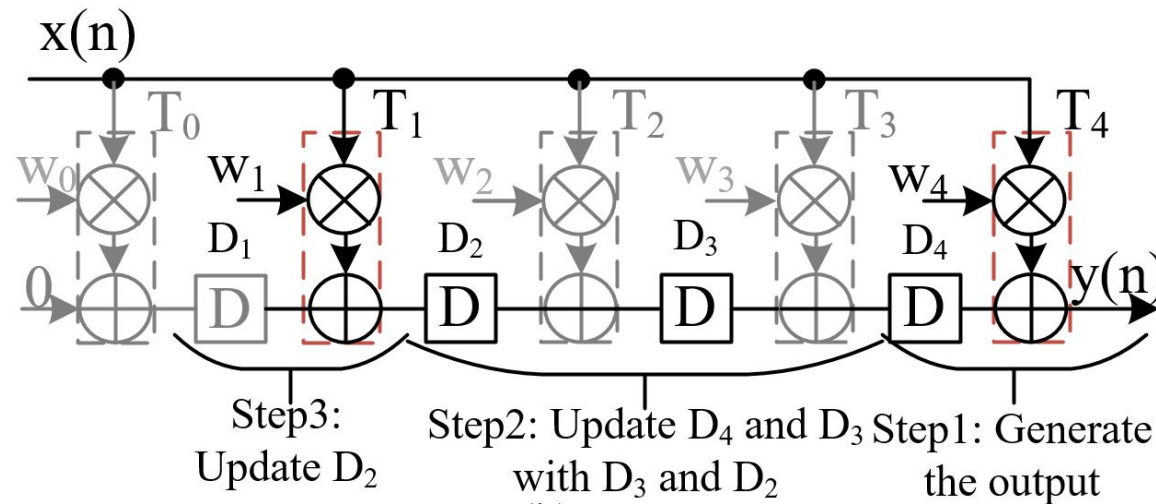 x(n)
T₀ T₁ T₂ T₃ T₄
w₀ w₁ w₂ w₃ w₄
D₁ D₂ D₃ D₄
0 D D D D y(n)
Step3:
Update D₂
Step2: Update D₄ and D₃
with D₃ and D₂
Step1: Generate
the output